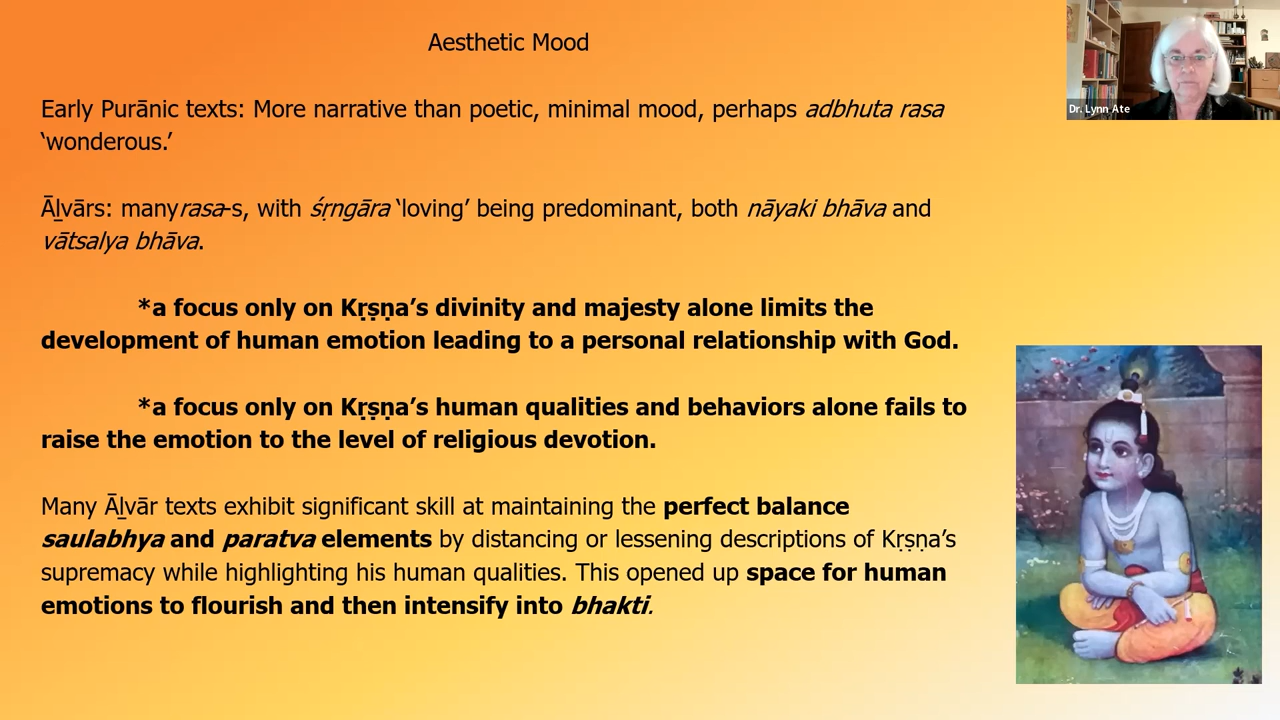 Aesthetic Mood
Dr. Lynn Ate
Early Purānic texts: More narrative than poetic, minimal mood, perhaps adbhuta rasa
‘wonderous.’
Āḻvārs: many rasa-s, with śṛngāra ‘loving’ being predominant, both nāyaki bhāva and
vātsalya bhāva.
*a focus only on Kṛṣṇa’s divinity and majesty alone limits the
development of human emotion leading to a personal relationship with God.
*a focus only on Kṛṣṇa’s human qualities and behaviors alone fails to
raise the emotion to the level of religious devotion.
Many Āḻvār texts exhibit significant skill at maintaining the perfect balance
saulabhya and paratva elements by distancing or lessening descriptions of Kṛṣṇa’s
supremacy while highlighting his human qualities. This opened up space for human
emotions to flourish and then intensify into bhakti.